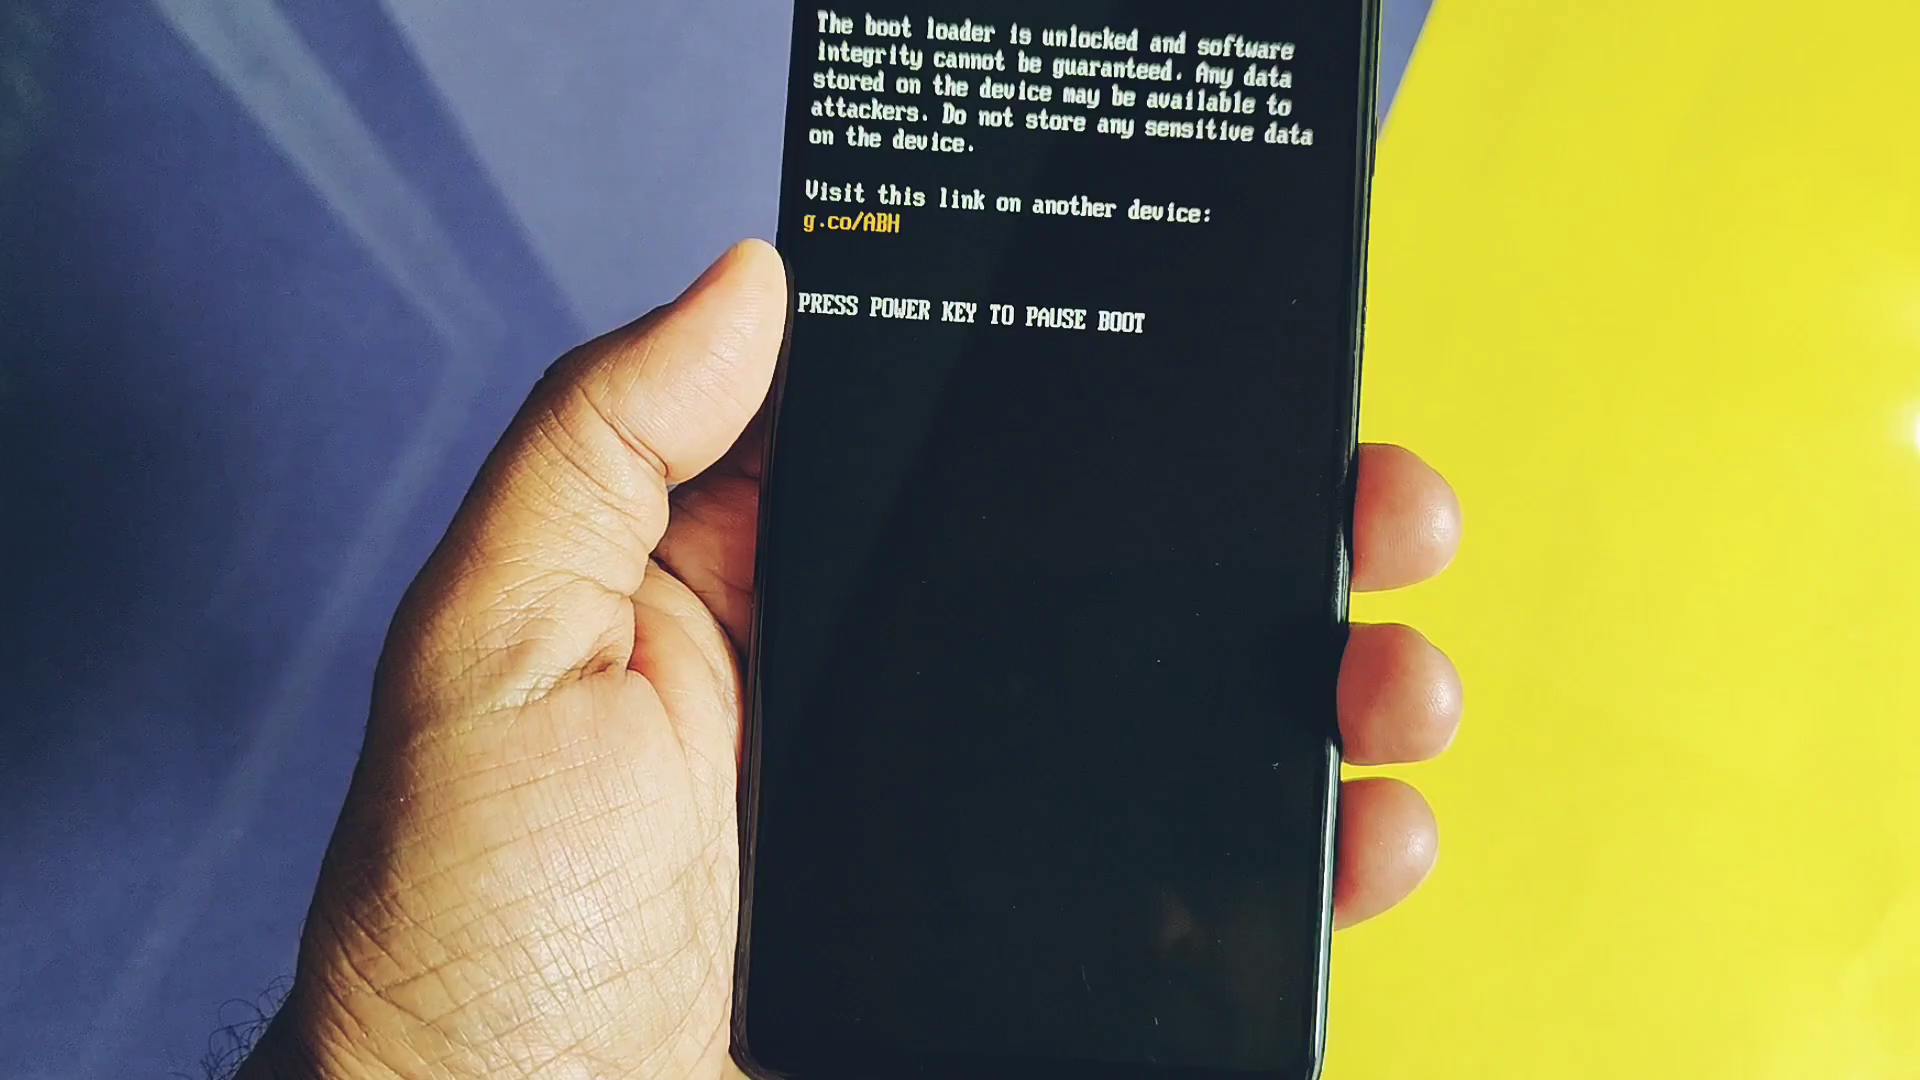 The boot loader is unlocked and software
integrity cannot be guaranteed. Any data
stored on the device may be available to
attackers. Do not store any sensitive data
on the device.
Visit this link on another device:
g.co/ABH
PRESS POWER KEY TO PAUSE BOOT